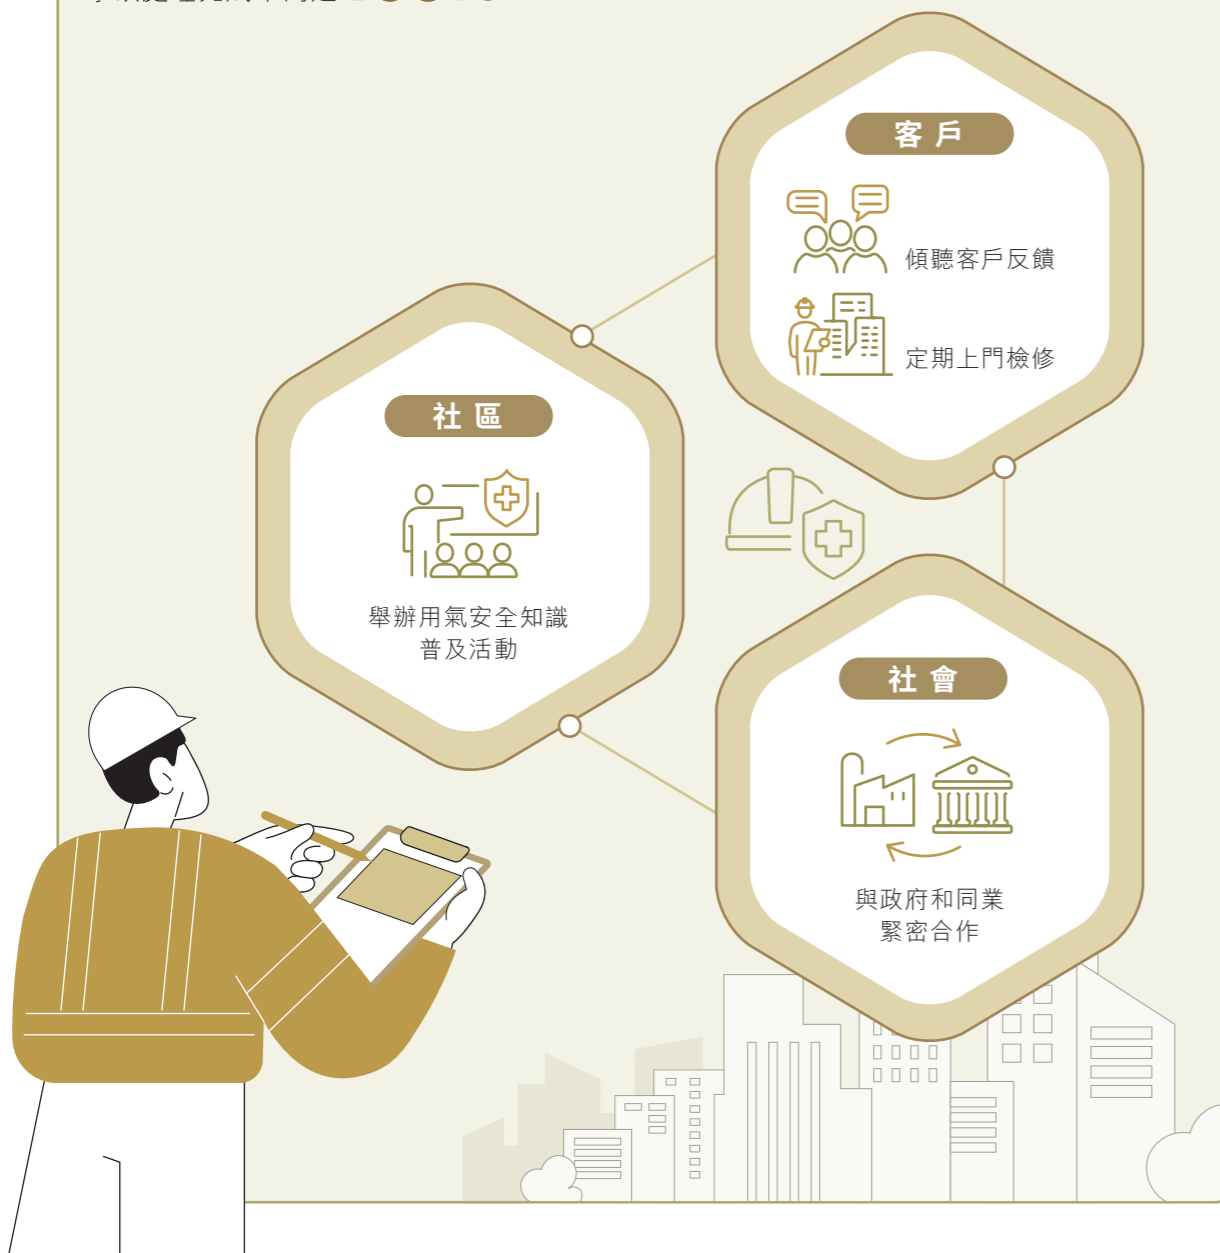 客戶
傾聽客戶反饋
定期上門檢修
社區
舉辦用氣安全知識
普及活動
社會
與政府和同業
緊密合作